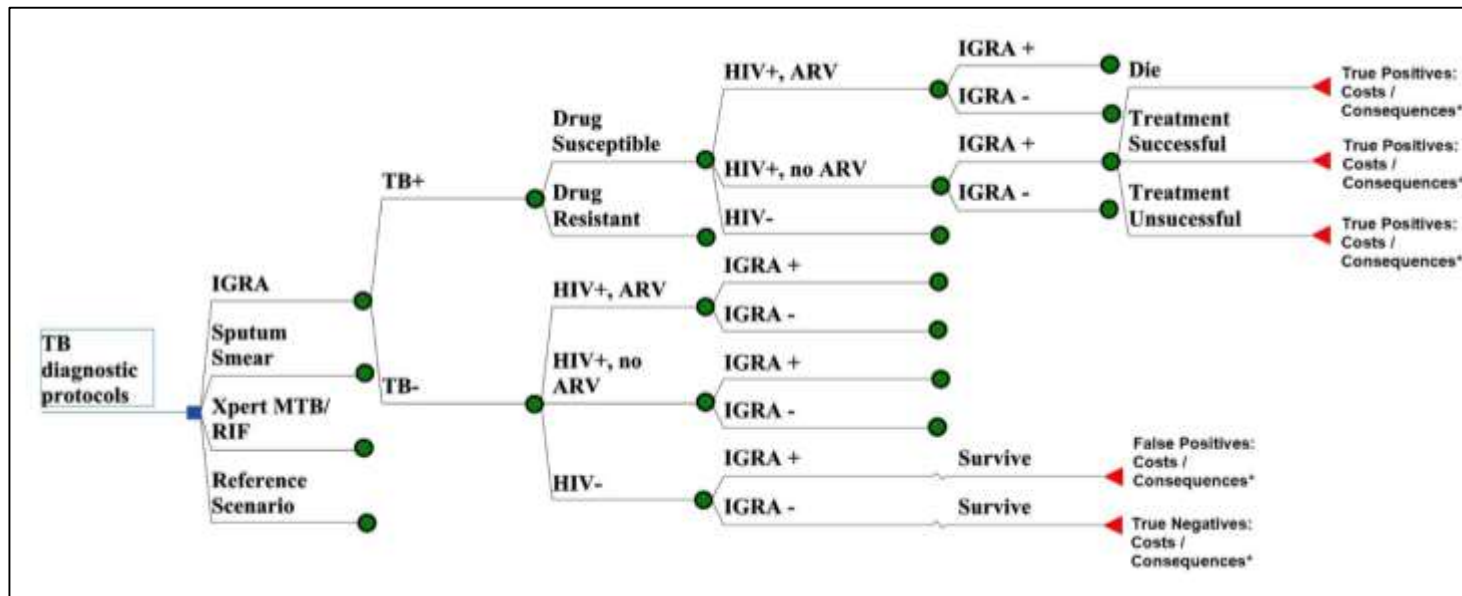 TB
diagnostic
protocols
IGRA
Sputum
Smear
Xpert MTB/
RIF
Reference
Scenario
TB+
TB-
Drug
Susceptible
Drug
Resistant
HIV+, ARV
HIV+, no ARV
HIV-
IGRA +
IGRA -
IGRA +
IGRA -
Die
Treatment
Successful
Treatment
Unsucessful
True Positives:
Costs /
Consequences*
True Positives:
Costs /
Consequences*
True Positives:
Costs /
Consequences*
HIV+, ARV
IGRA +
IGRA -
HIV+, no
ARV
IGRA +
IGRA -
HIV-
IGRA +
IGRA -
Survive
Survive
False Positives:
Costs /
Consequences*
True Negatives:
Costs /
Consequences*